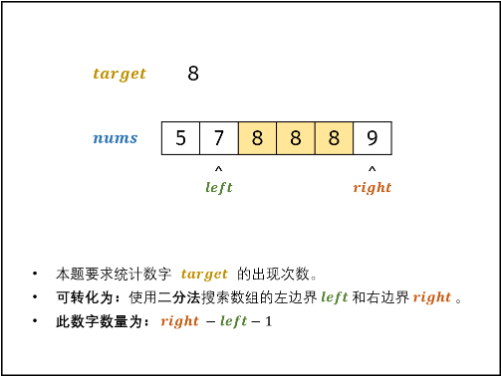 target 8
nums 5 7 8 8 8 9
^ ^
left right
• 本题要求统计数字 target 的出现次数。
• 可转化为：使用二分法搜索数组的左边界 left 和右边界 right 。
• 此数字数量为： right − left − 1